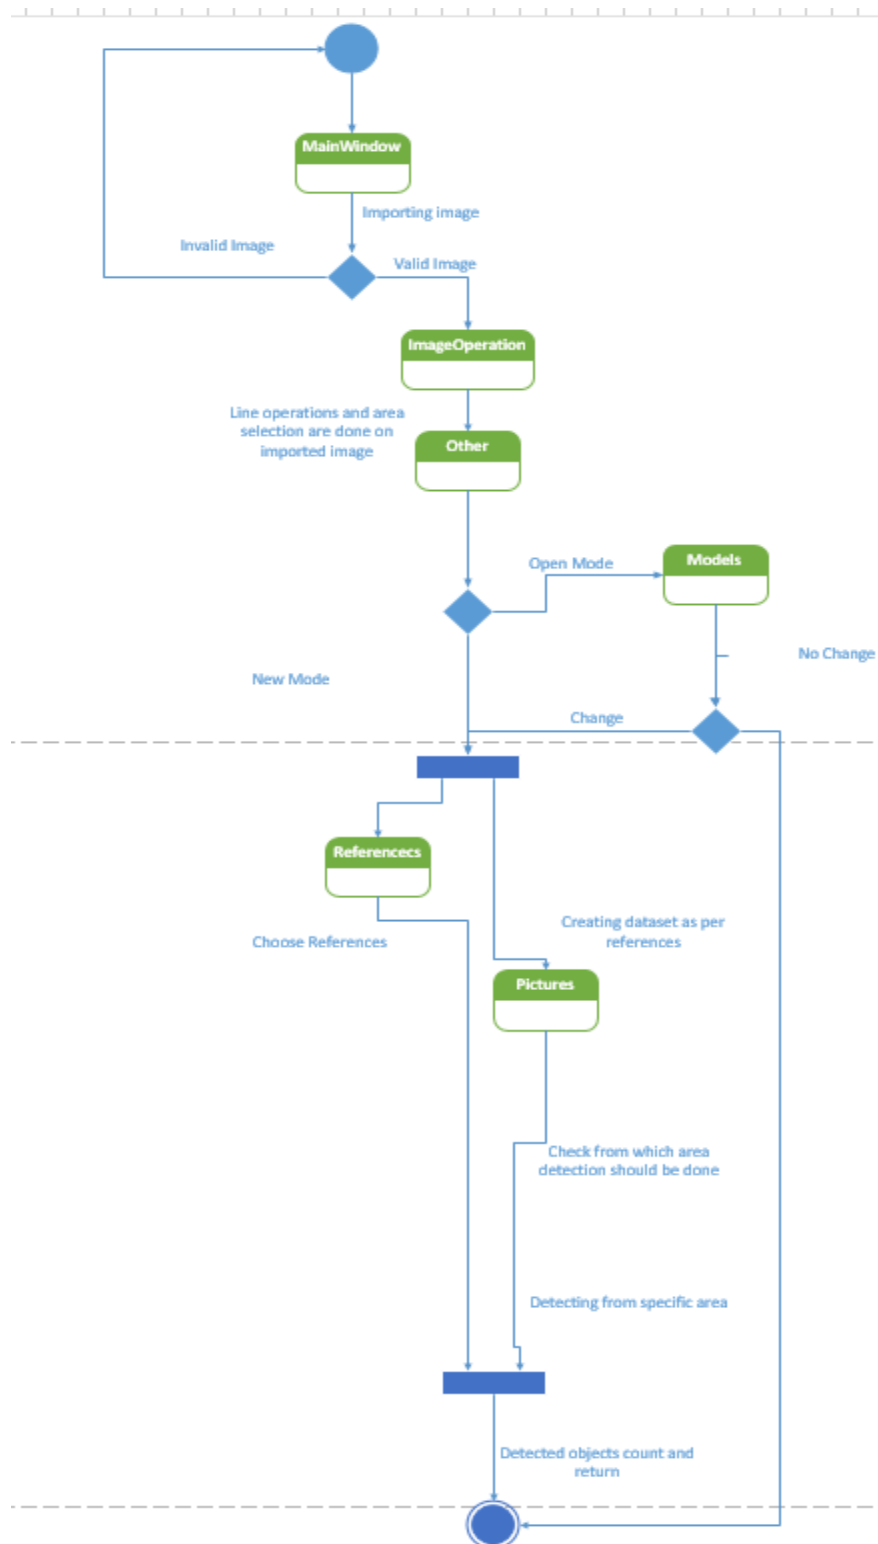 MainWindow
Importing image
Invalid Image
Valid Image
ImageOperation
Line operations and area
selection are done on
imported image
Other
Open Mode
Models
No Change
New Mode
Change
Referencecs
Choose References
Creating dataset as per
references
Pictures
Check from which area
detection should be done
Detecting from specific area
Detected objects count and
return